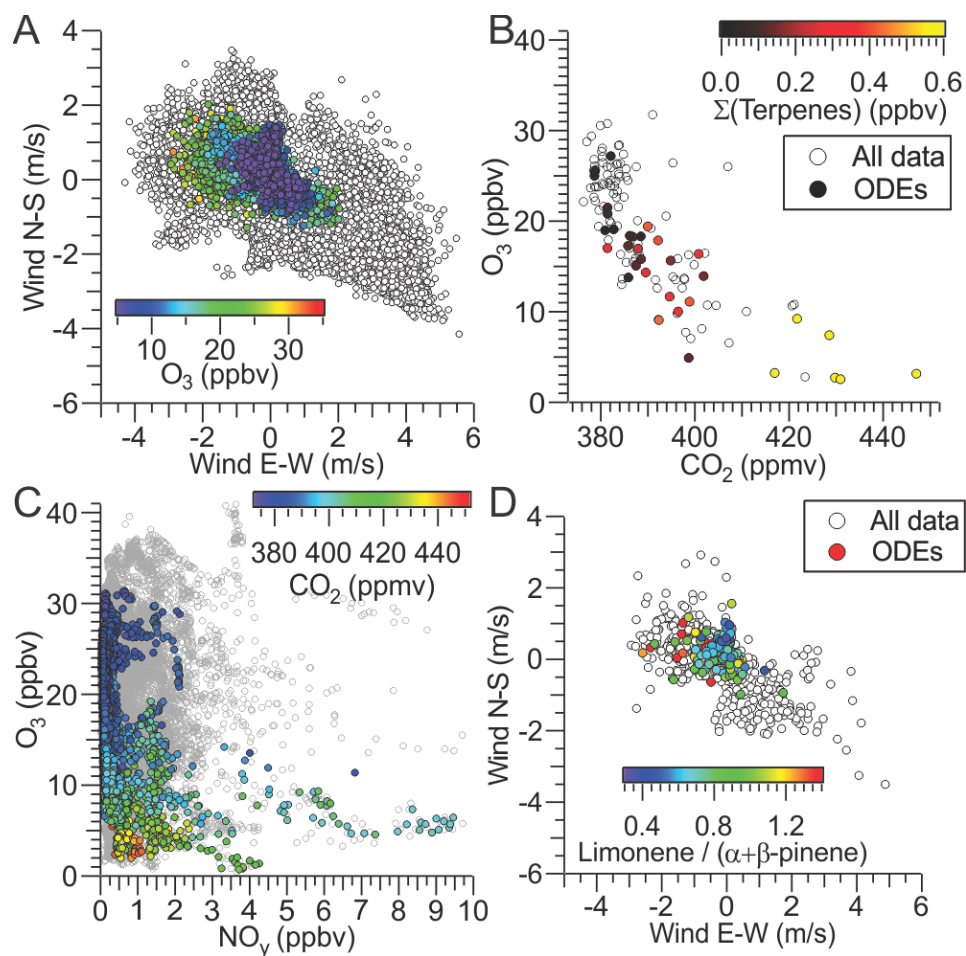 A
Wind N-S (m/s)
4
2
0
-2
-4
-6
10 20 30
O3 (ppbv)
-4 -2 0 2 4 6
Wind E-W (m/s)
B
0.0 0.2 0.4 0.6
Σ(Terpenes) (ppbv)
All data
ODEs
O3 (ppbv)
40
30
20
10
0
380 400 420 440
CO2 (ppmv)
C
380 400 420 440
CO2 (ppmv)
O3 (ppbv)
40
30
20
10
0
0 1 2 3 4 5 6 7 8 9 10
NOy (ppbv)
D
All data
ODEs
Wind N-S (m/s)
4
2
0
-2
-4
-6
0.4 0.8 1.2
Limonene / (α+β-pinene)
-4 -2 0 2 4 6
Wind E-W (m/s)